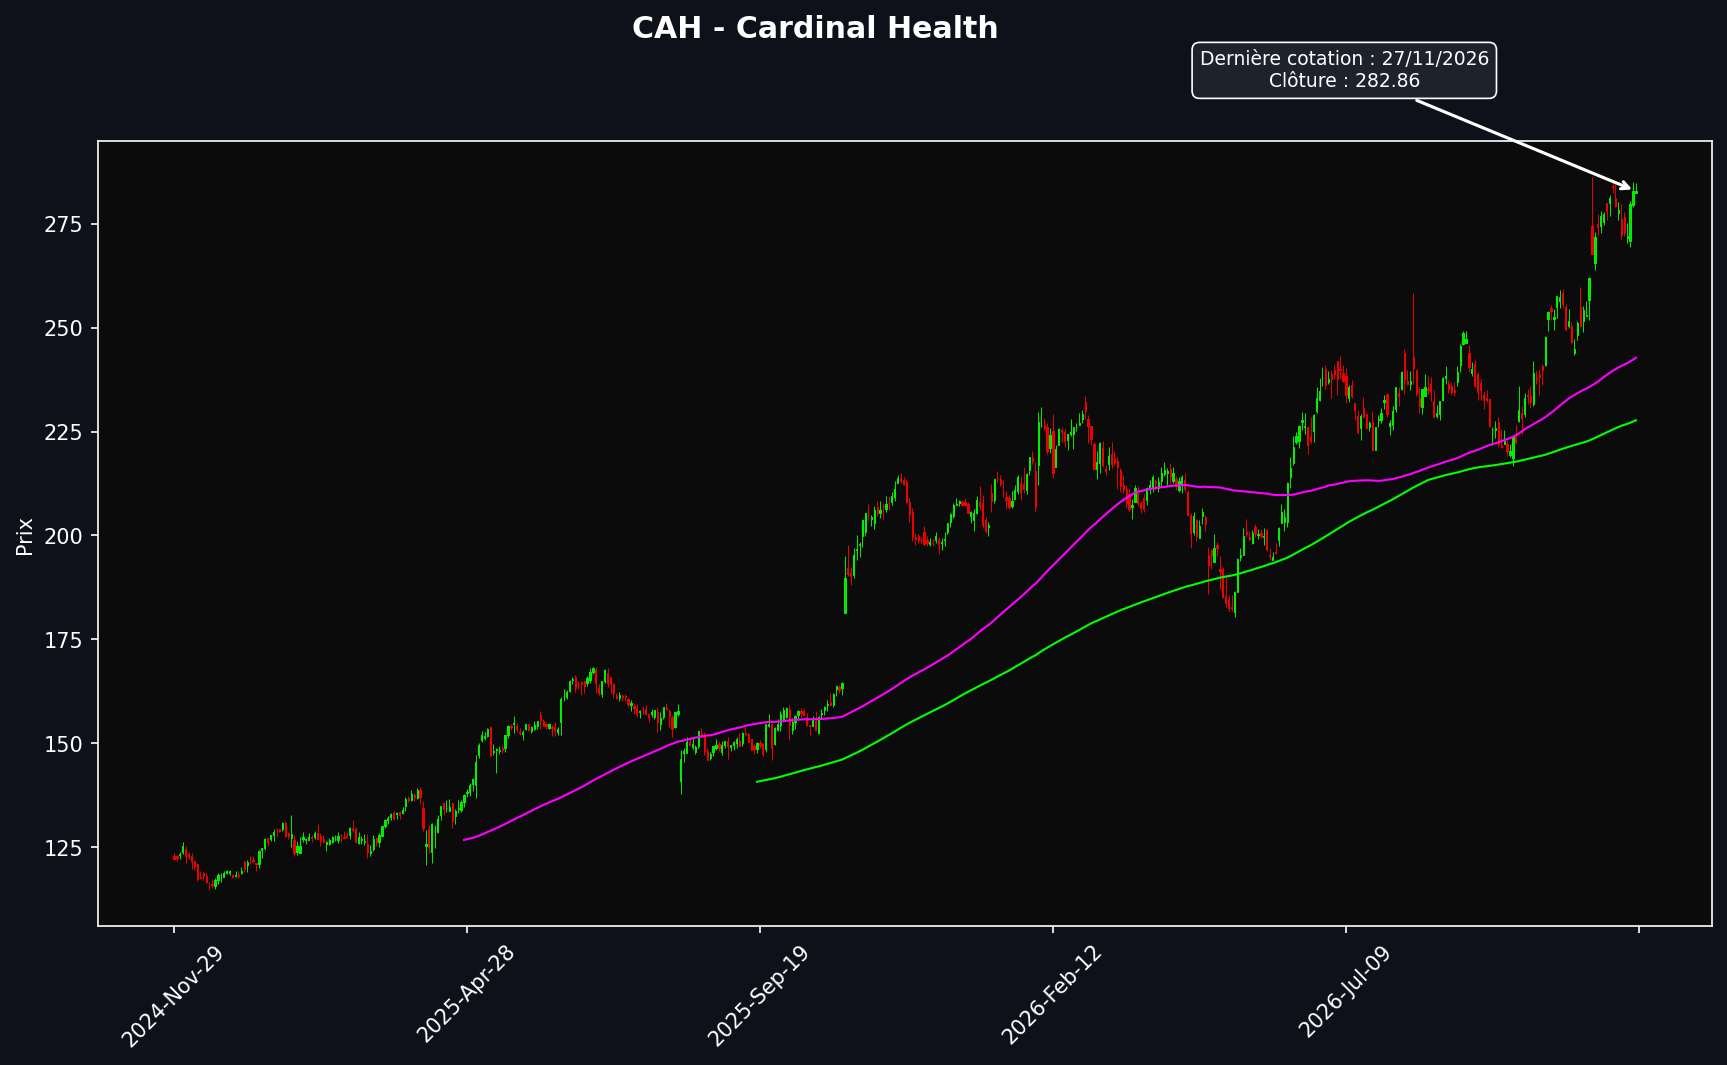 CAH - Cardinal Health
Dernière cotation : 27/11/2026
Clôture : 282.86
Prix
275
250
225
200
175
150
125
2024-Nov-29
2025-Apr-28
2025-Sep-19
2026-Feb-12
2026-Jul-09